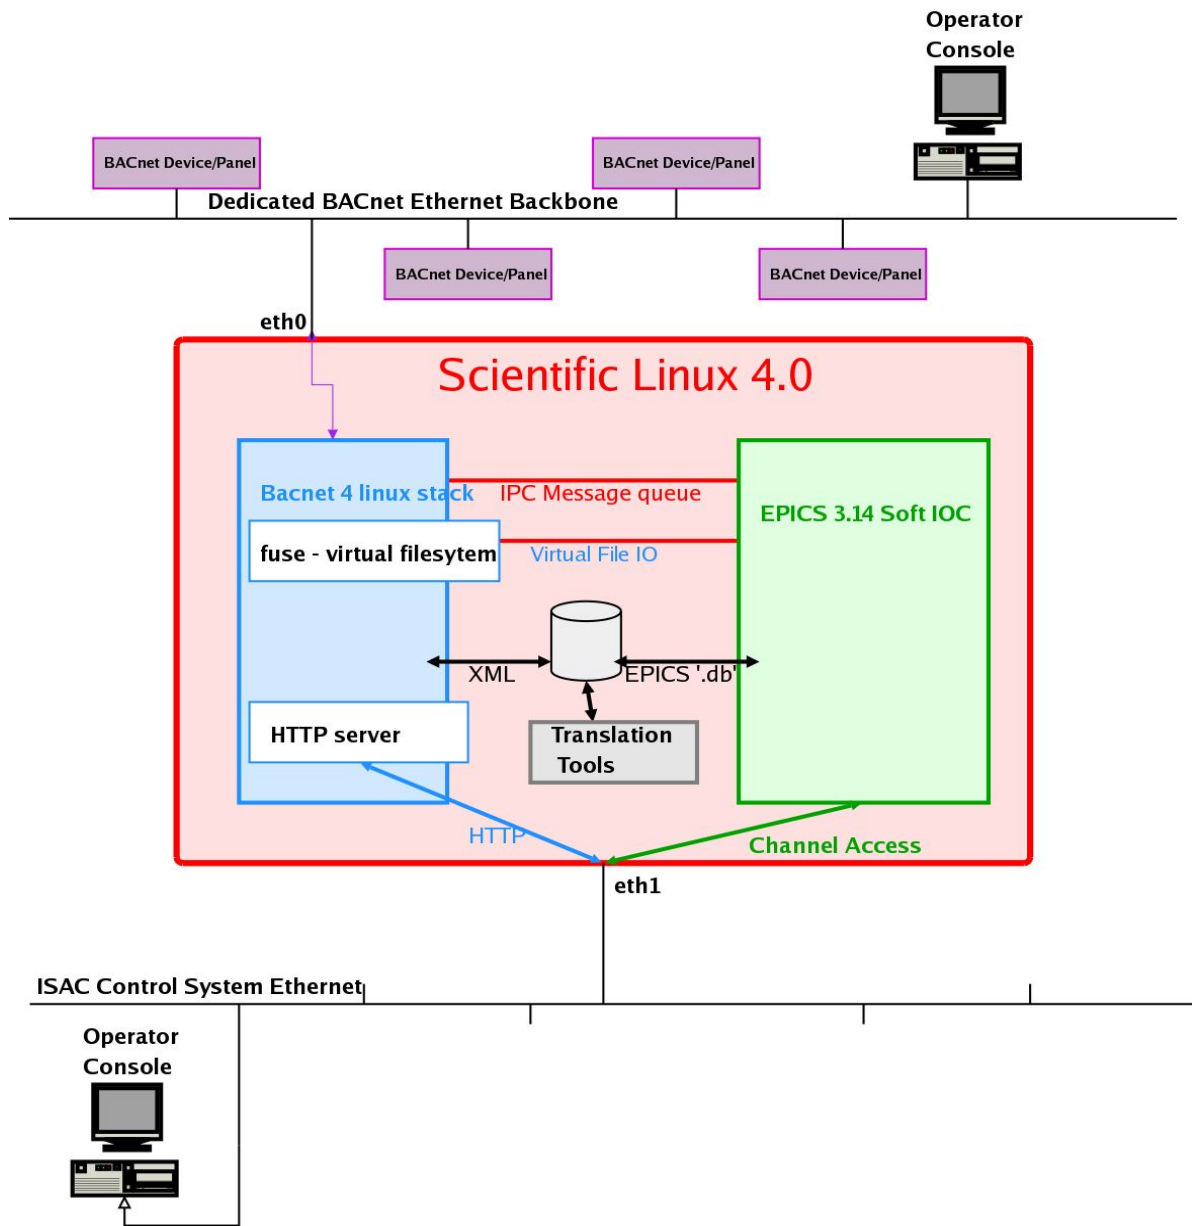 Operator
Console
BACnet Device/Panel
BACnet Device/Panel
Dedicated BACnet Ethernet Backbone
BACnet Device/Panel
BACnet Device/Panel
eth0
Scientific Linux 4.0
Bacnet 4 linux stack
IPC Message queue
EPICS 3.14 Soft IOC
fuse - virtual filesytem
Virtual File IO
XML
EPICS '.db'
HTTP server
Translation
Tools
HTTP
Channel Access
eth1
ISAC Control System Ethernet
Operator
Console